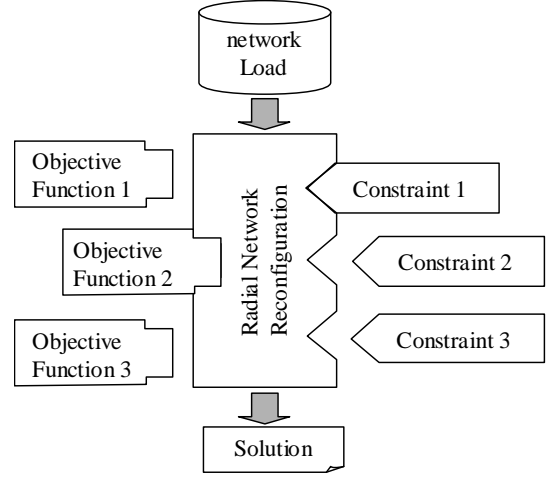 network
Load
Objective
Function 1
Constraint 1
Radial Network
Reconfiguration
Objective
Function 2
Constraint 2
Objective
Function 3
Constraint 3
Solution